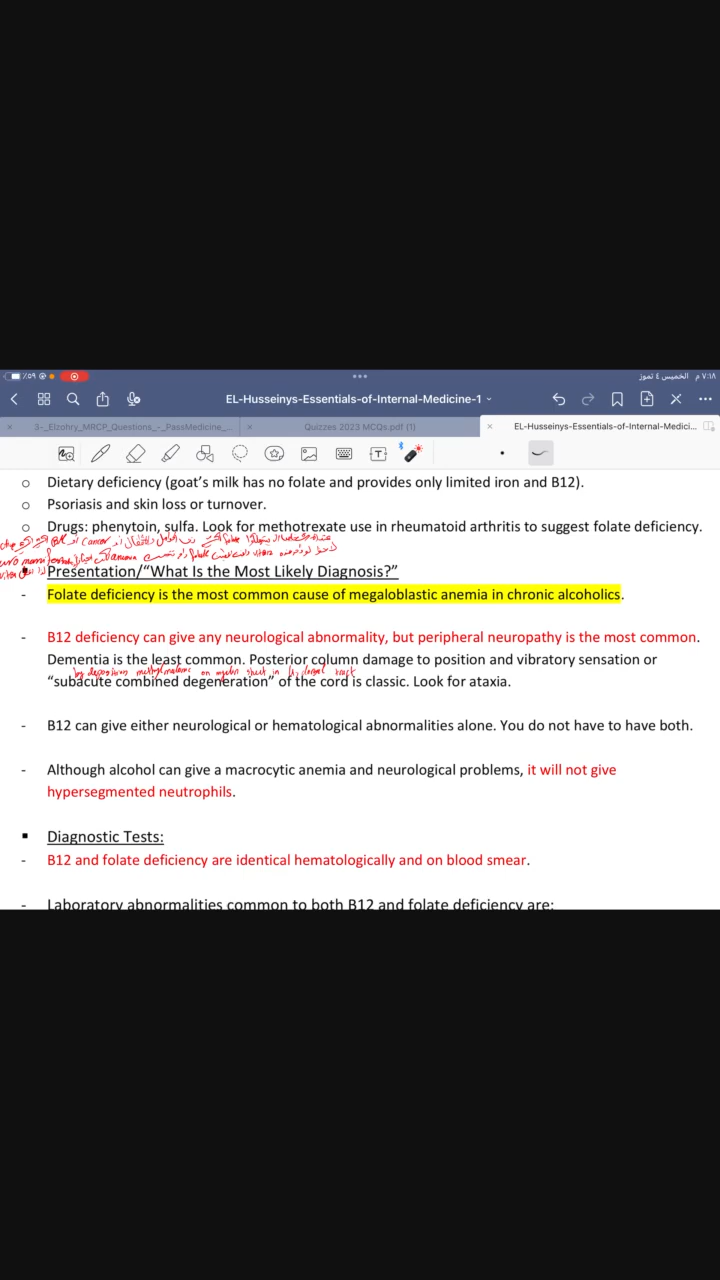 ٪٥٩
٧:١٨ م الخميس ٤ تموز
EL-Husseinys-Essentials-of-Internal-Medicine-1
3-_Elzohry_MRCP_Questions_-_PassMedicine_...
Quizzes 2023 MCQs.pdf (1)
EL-Husseinys-Essentials-of-Internal-Medici...
T
o Dietary deficiency (goat's milk has no folate and provides only limited iron and B12).
o Psoriasis and skin loss or turnover.
o Drugs: phenytoin, sulfa. Look for methotrexate use in rheumatoid arthritis to suggest folate deficiency.
folate cancer
folate
Presentation/“What Is the Most Likely Diagnosis?”
- Folate deficiency is the most common cause of megaloblastic anemia in chronic alcoholics.
- B12 deficiency can give any neurological abnormality, but peripheral neuropathy is the most common.
Dementia is the least common. Posterior column damage to position and vibratory sensation or
by on in dorsal tract
“subacute combined degeneration” of the cord is classic. Look for ataxia.
- B12 can give either neurological or hematological abnormalities alone. You do not have to have both.
- Although alcohol can give a macrocytic anemia and neurological problems, it will not give
hypersegmented neutrophils.
▪ Diagnostic Tests:
- B12 and folate deficiency are identical hematologically and on blood smear.
- Laboratory abnormalities common to both B12 and folate deficiency are: